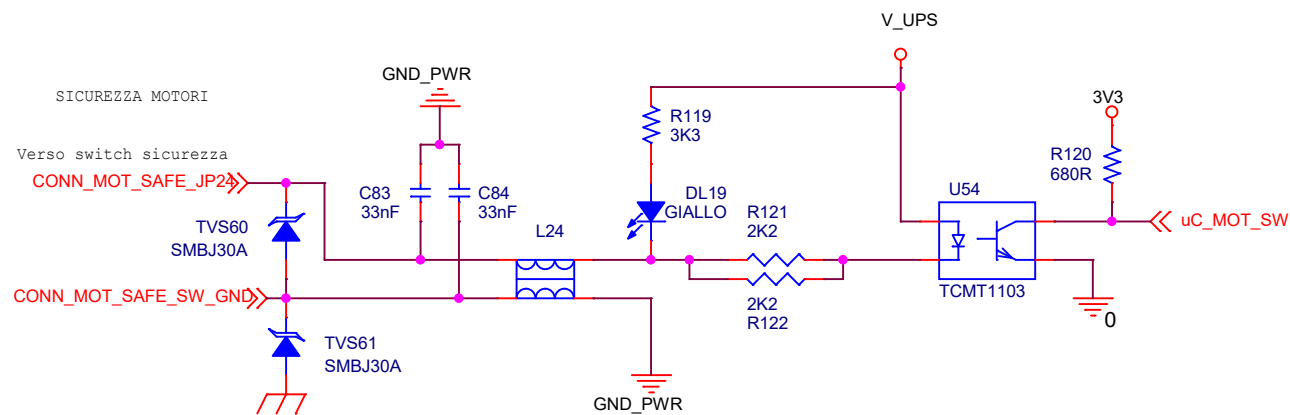 V_UPS
GND_PWR
SICUREZZA MOTORI
R119
3K3
3V3
Verso switch sicurezza
CONN_MOT_SAFE_JP24
R120
680R
C83
33nF
C84
33nF
DL19
GIALLO
U54
TVS60
SMBJ30A
L24
R121
2K2
uC_MOT_SW
CONN_MOT_SAFE_SW_GND
2K2
R122
TCMT1103
0
TVS61
SMBJ30A
GND_PWR